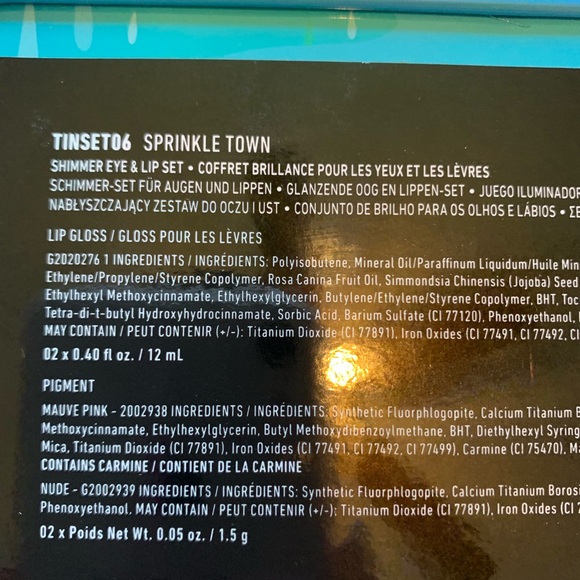 TINSET06 SPRINKLE TOWN
SHIMMER EYE & LIP SET • COFFRET BRILLANCE POUR LES YEUX ET LES LÈVRES
SCHIMMER-SET FÜR AUGEN UND LIPPEN • GLANZENDE OOG EN LIPPEN-SET • JUEGO ILUMINADOR
NABŁYSZCZAJĄCY ZESTAW DO OCZU I UST • CONJUNTO DE BRILHO PARA OS OLHOS E LÁBIOS • ΣΕ
LIP GLOSS / GLOSS POUR LES LÈVRES
G2020276 1 INGREDIENTS / INGRÉDIENTS: Polyisobutene, Mineral Oil/Paraffinum Liquidum/Huile Min
Ethylene/Propylene/Styrene Copolymer, Rosa Canina Fruit Oil, Simmondsia Chinensis (Jojoba) Seed
Ethylhexyl Methoxycinnamate, Ethylhexylglycerin, Butylene/Ethylene/Styrene Copolymer, BHT, Toc
Tetra-di-t-butyl Hydroxyhydrocinnamate, Sorbic Acid, Barium Sulfate (CI 77120), Phenoxyethanol,
MAY CONTAIN / PEUT CONTENIR (+/-): Titanium Dioxide (CI 77891), Iron Oxides (CI 77491, CI 77492, CI
02 x 0.40 fl. oz. / 12 mL
PIGMENT
MAUVE PINK - 2002938 INGREDIENTS / INGRÉDIENTS: Synthetic Fluorphlogopite, Calcium Titanium B
Methoxycinnamate, Ethylhexylglycerin, Butyl Methoxydibenzoylmethane, BHT, Diethylhexyl Syring
Mica, Titanium Dioxide (CI 77891), Iron Oxides (CI 77491, CI 77492, CI 77499), Carmine (CI 75470), Ma
CONTAINS CARMINE / CONTIENT DE LA CARMINE
NUDE - G2002939 INGREDIENTS / INGRÉDIENTS: Synthetic Fluorphlogopite, Calcium Titanium Borosi
Phenoxyethanol. MAY CONTAIN / PEUT CONTENIR (+/-): Titanium Dioxide (CI 77891), Iron Oxides (CI 7
02 x Poids Net Wt. 0.05 oz. / 1.5 g